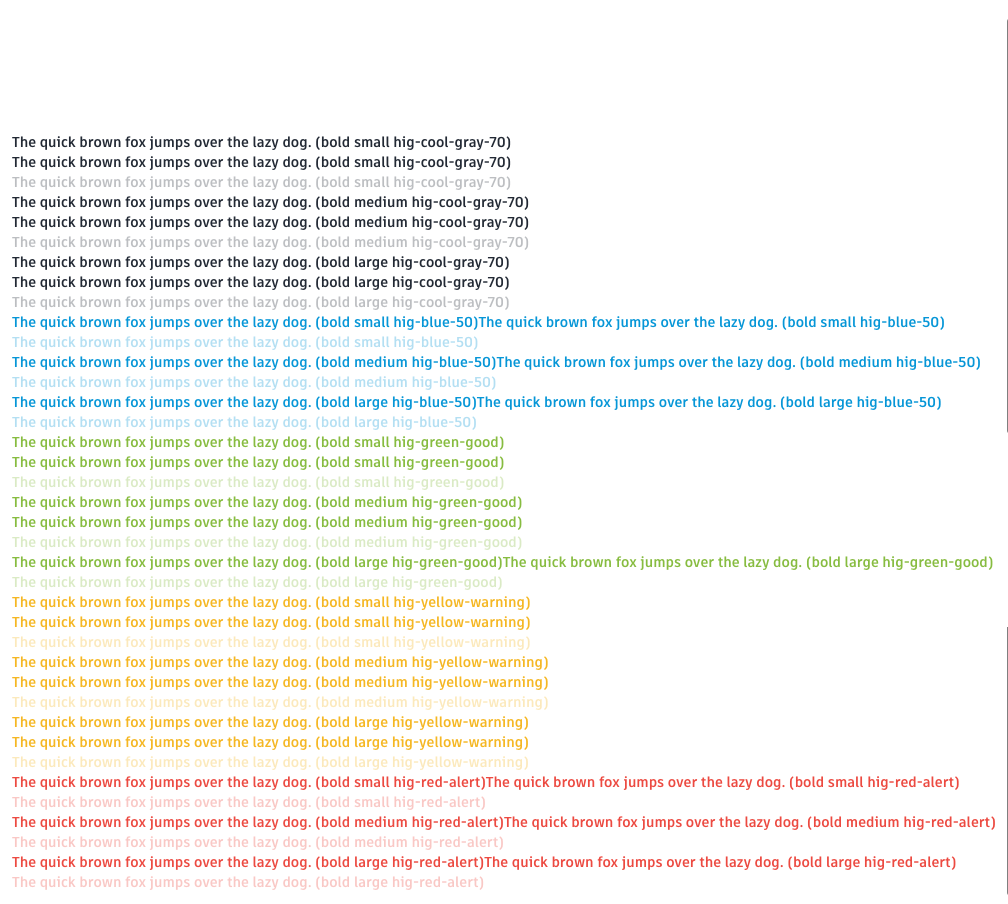 The quick brown fox jumps over the lazy dog. (bold small hig-cool-gray-70)
The quick brown fox jumps over the lazy dog. (bold small hig-cool-gray-70)
The quick brown fox jumps over the lazy dog. (bold small hig-cool-gray-70)
The quick brown fox jumps over the lazy dog. (bold medium hig-cool-gray-70)
The quick brown fox jumps over the lazy dog. (bold medium hig-cool-gray-70)
The quick brown fox jumps over the lazy dog. (bold medium hig-cool-gray-70)
The quick brown fox jumps over the lazy dog. (bold large hig-cool-gray-70)
The quick brown fox jumps over the lazy dog. (bold large hig-cool-gray-70)
The quick brown fox jumps over the lazy dog. (bold large hig-cool-gray-70)
The quick brown fox jumps over the lazy dog. (bold small hig-blue-50)The quick brown fox jumps over the lazy dog. (bold small hig-blue-50)
The quick brown fox jumps over the lazy dog. (bold small hig-blue-50)
The quick brown fox jumps over the lazy dog. (bold medium hig-blue-50)The quick brown fox jumps over the lazy dog. (bold medium hig-blue-50)
The quick brown fox jumps over the lazy dog. (bold medium hig-blue-50)
The quick brown fox jumps over the lazy dog. (bold large hig-blue-50)The quick brown fox jumps over the lazy dog. (bold large hig-blue-50)
The quick brown fox jumps over the lazy dog. (bold large hig-blue-50)
The quick brown fox jumps over the lazy dog. (bold small hig-green-good)
The quick brown fox jumps over the lazy dog. (bold small hig-green-good)
The quick brown fox jumps over the lazy dog. (bold small hig-green-good)
The quick brown fox jumps over the lazy dog. (bold medium hig-green-good)
The quick brown fox jumps over the lazy dog. (bold medium hig-green-good)
The quick brown fox jumps over the lazy dog. (bold medium hig-green-good)
The quick brown fox jumps over the lazy dog. (bold large hig-green-good)The quick brown fox jumps over the lazy dog. (bold large hig-green-good)
The quick brown fox jumps over the lazy dog. (bold large hig-green-good)
The quick brown fox jumps over the lazy dog. (bold small hig-yellow-warning)
The quick brown fox jumps over the lazy dog. (bold small hig-yellow-warning)
The quick brown fox jumps over the lazy dog. (bold small hig-yellow-warning)
The quick brown fox jumps over the lazy dog. (bold medium hig-yellow-warning)
The quick brown fox jumps over the lazy dog. (bold medium hig-yellow-warning)
The quick brown fox jumps over the lazy dog. (bold medium hig-yellow-warning)
The quick brown fox jumps over the lazy dog. (bold large hig-yellow-warning)
The quick brown fox jumps over the lazy dog. (bold large hig-yellow-warning)
The quick brown fox jumps over the lazy dog. (bold large hig-yellow-warning)
The quick brown fox jumps over the lazy dog. (bold small hig-red-alert)The quick brown fox jumps over the lazy dog. (bold small hig-red-alert)
The quick brown fox jumps over the lazy dog. (bold small hig-red-alert)
The quick brown fox jumps over the lazy dog. (bold medium hig-red-alert)The quick brown fox jumps over the lazy dog. (bold medium hig-red-alert)
The quick brown fox jumps over the lazy dog. (bold medium hig-red-alert)
The quick brown fox jumps over the lazy dog. (bold large hig-red-alert)The quick brown fox jumps over the lazy dog. (bold large hig-red-alert)
The quick brown fox jumps over the lazy dog. (bold large hig-red-alert)